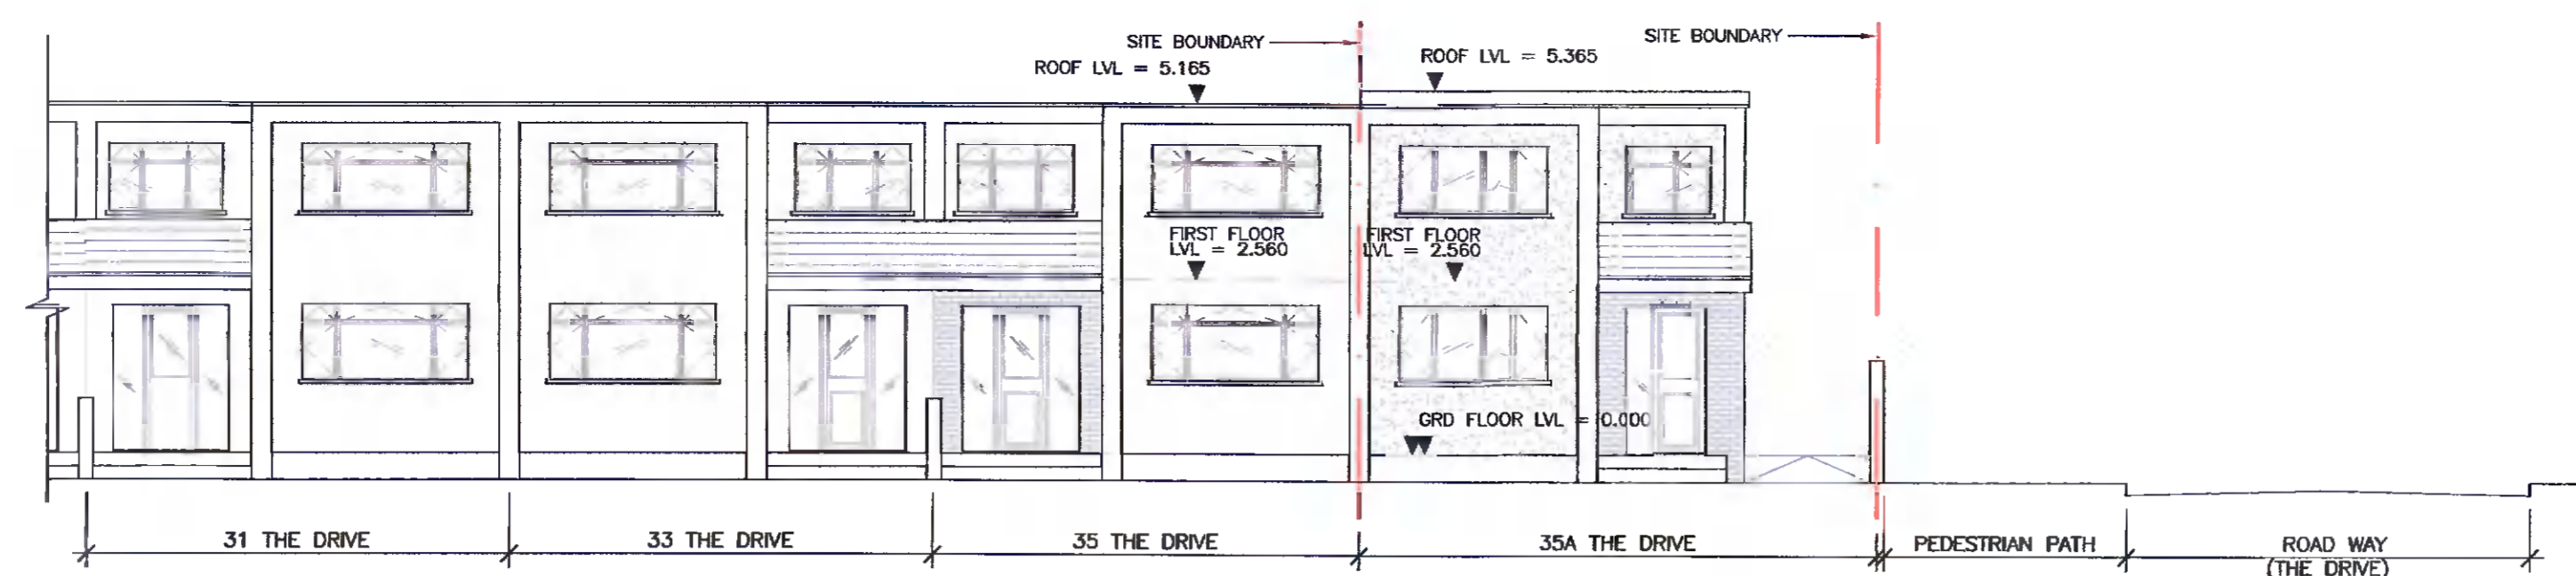 SITE BOUNDARY
SITE BOUNDARY
ROOF LVL = 5.165
ROOF LVL = 5.365
FIRST FLOOR
LVL = 2.560
FIRST FLOOR
LVL = 2.560
GRD FLOOR LVL = 0.000
31 THE DRIVE
33 THE DRIVE
35 THE DRIVE
35A THE DRIVE
PEDESTRIAN PATH
ROAD WAY
(THE DRIVE)